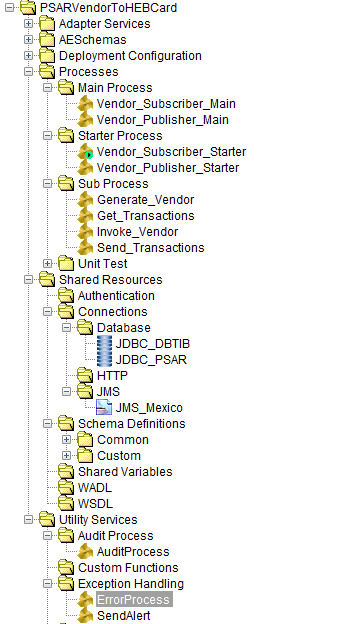 PSARVendorToHEBCard
Adapter Services
AESchemas
Deployment Configuration
Processes
Main Process
Vendor_Subscriber_Main
Vendor_Publisher_Main
Starter Process
Vendor_Subscriber_Starter
Vendor_Publisher_Starter
Sub Process
Generate_Vendor
Get_Transactions
Invoke_Vendor
Send_Transactions
Unit Test
Shared Resources
Authentication
Connections
Database
JDBC_DBTIB
JDBC_PSAR
HTTP
JMS
JMS_Mexico
Schema Definitions
Common
Custom
Shared Variables
WADL
WSDL
Utility Services
Audit Process
AuditProcess
Custom Functions
Exception Handling
ErrorProcess
SendAlert